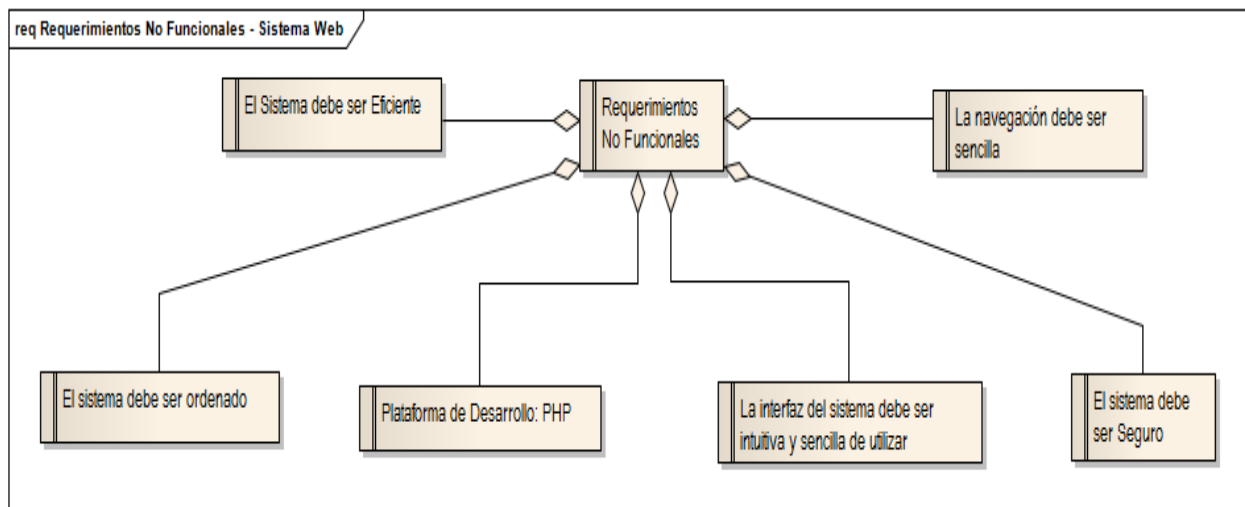 req Requerimientos No Funcionales - Sistema Web
El Sistema debe ser Eficiente
Requerimientos
No Funcionales
La navegación debe ser
sencilla
El sistema debe ser ordenado
Plataforma de Desarrollo: PHP
La interfaz del sistema debe ser
intuitiva y sencilla de utilizar
El sistema debe
ser Seguro